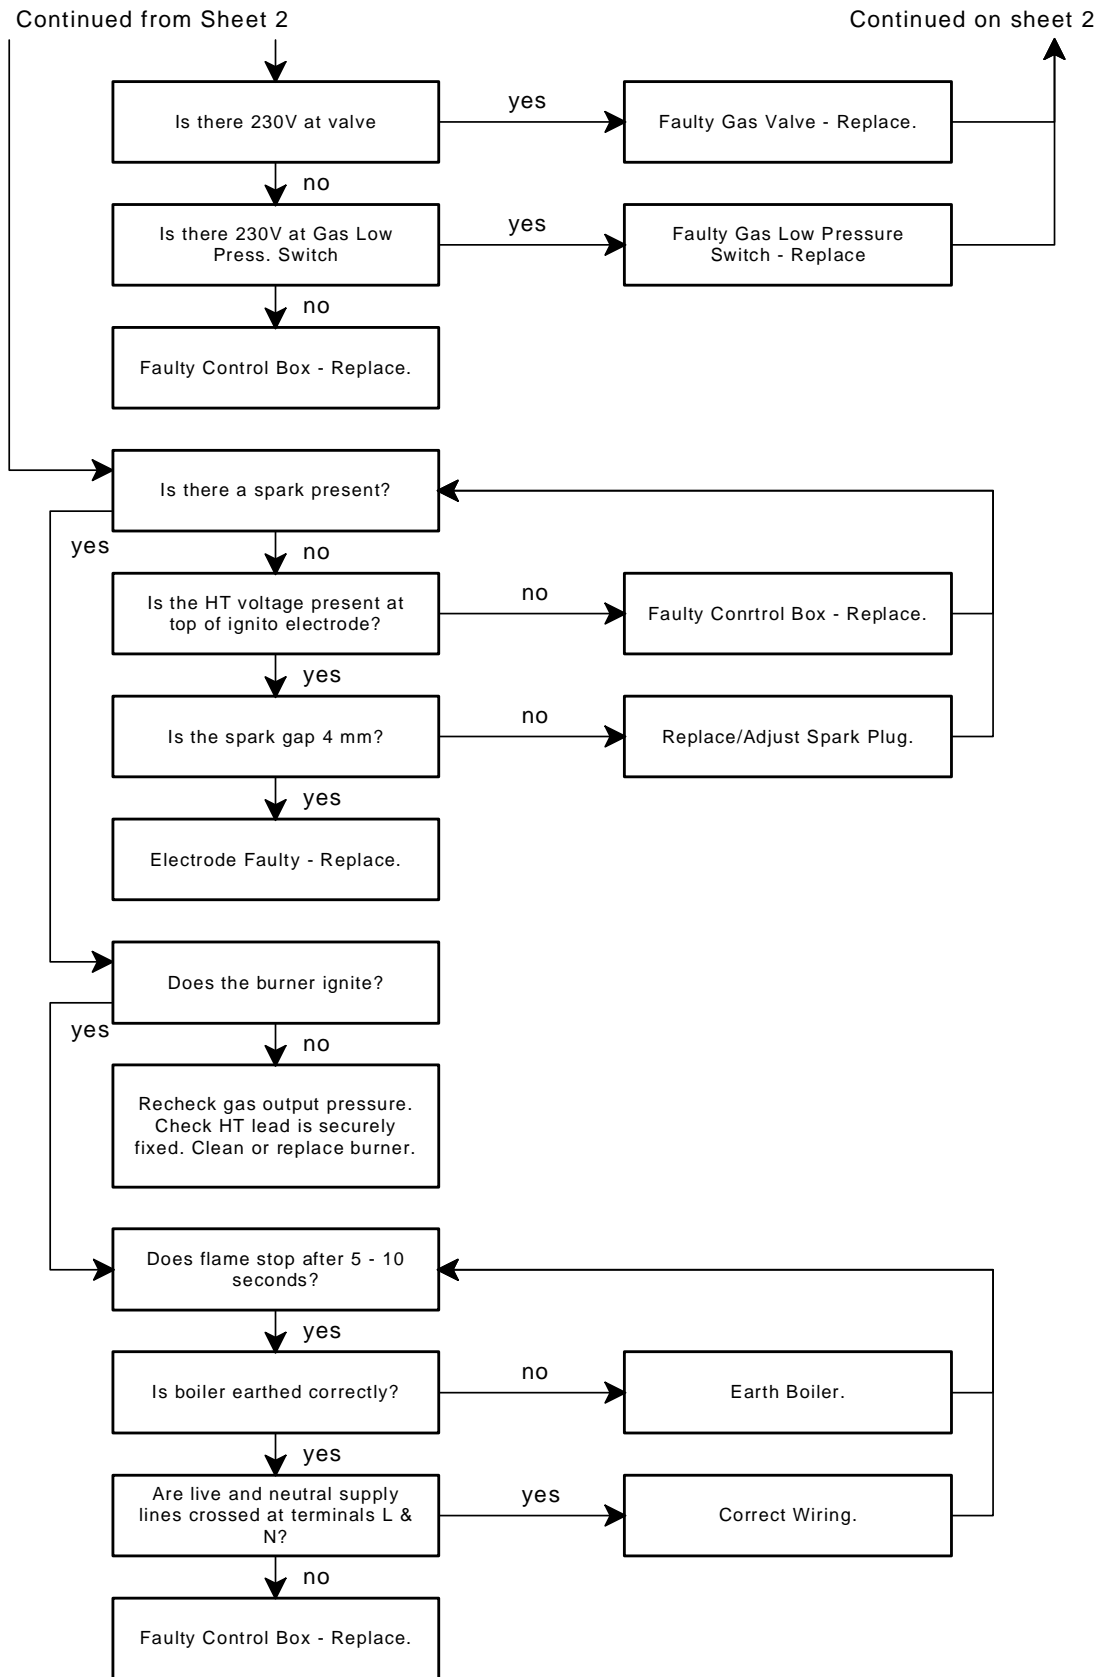 Continued from Sheet 2
Continued on sheet 2
Is there 230V at valve
yes
Faulty Gas Valve - Replace.
no
Is there 230V at Gas Low
Press. Switch
yes
Faulty Gas Low Pressure
Switch - Replace
no
Faulty Control Box - Replace.
Is there a spark present?
yes
no
Is the HT voltage present at
top of ignito electrode?
no
Faulty Conrtrol Box - Replace.
yes
Is the spark gap 4 mm?
no
Replace/Adjust Spark Plug.
yes
Electrode Faulty - Replace.
Does the burner ignite?
yes
no
Recheck gas output pressure.
Check HT lead is securely
fixed. Clean or replace burner.
Does flame stop after 5 - 10
seconds?
yes
Is boiler earthed correctly?
no
Earth Boiler.
yes
Are live and neutral supply
lines crossed at terminals L &
N?
yes
Correct Wiring.
no
Faulty Control Box - Replace.